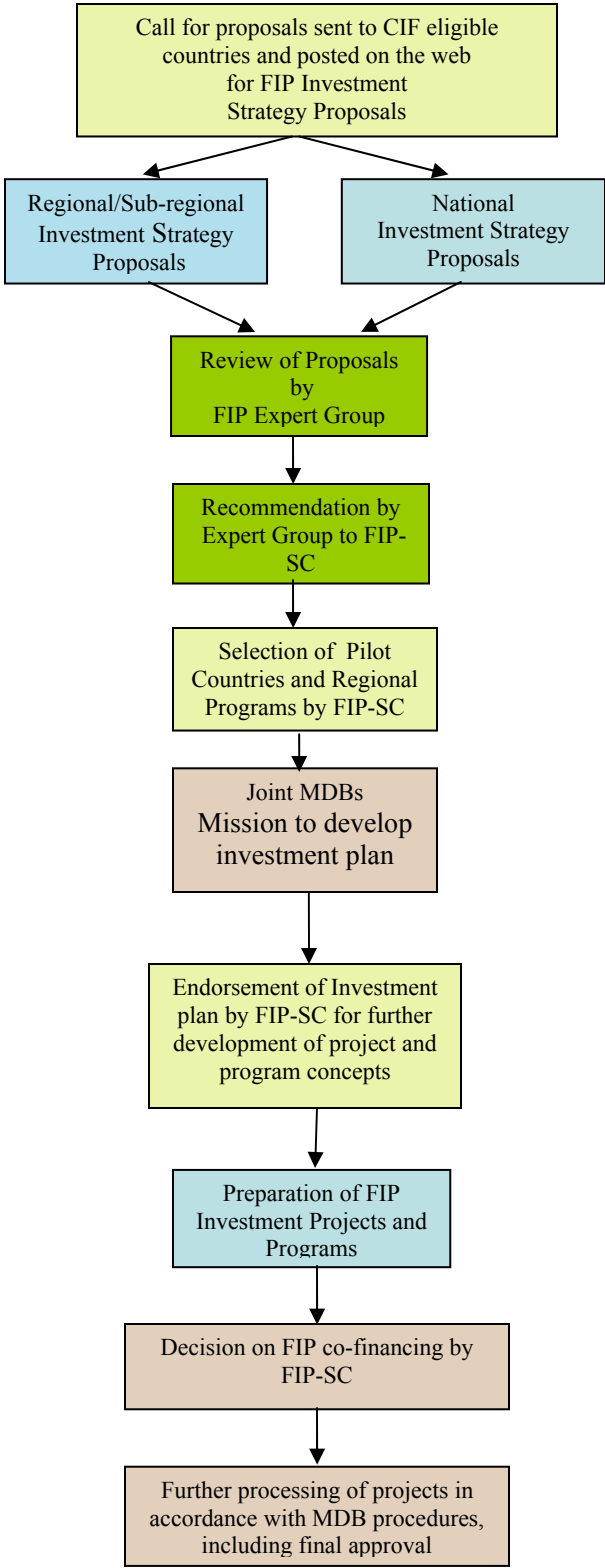 Call for proposals sent to CIF eligible
countries and posted on the web
for FIP Investment
Strategy Proposals
Regional/Sub-regional
Investment Strategy
Proposals
National
Investment Strategy
Proposals
Review of Proposals
by
FIP Expert Group
Recommendation by
Expert Group to FIP-
SC
Selection of Pilot
Countries and Regional
Programs by FIP-SC
Joint MDBs
Mission to develop
investment plan
Endorsement of Investment
plan by FIP-SC for further
development of project and
program concepts
Preparation of FIP
Investment Projects and
Programs
Decision on FIP co-financing by
FIP-SC
Further processing of projects in
accordance with MDB procedures,
including final approval